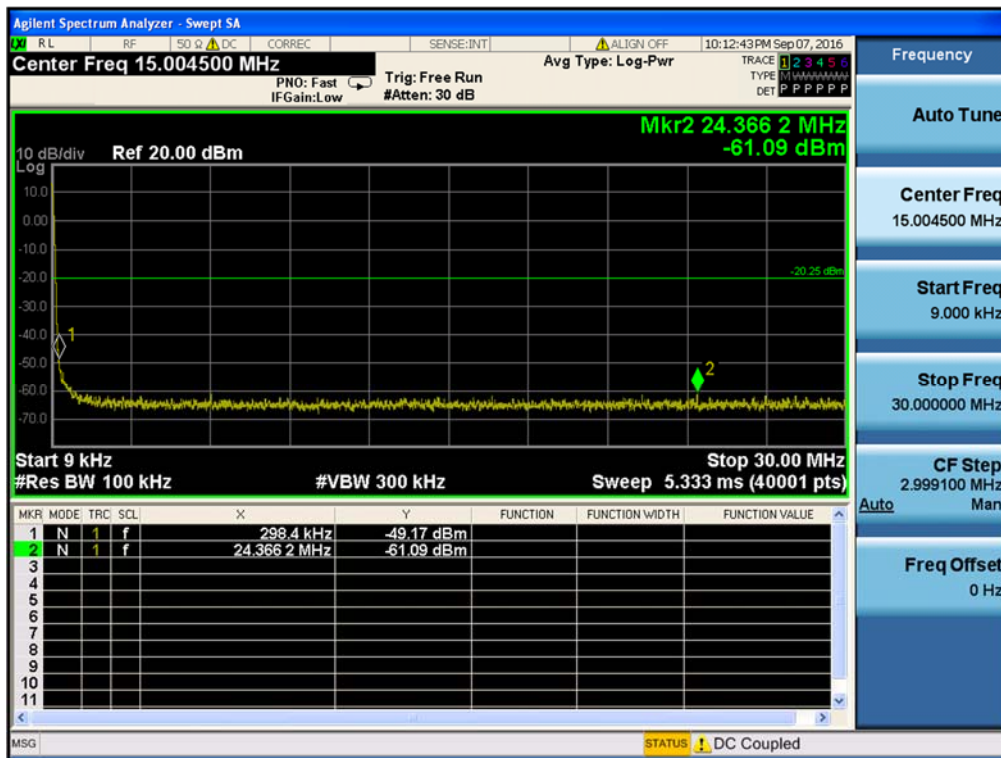 Agilent Spectrum Analyzer - Swept SA
LXI RL RF 50 Ω DC CORREC SENSE:INT ALIGN OFF 10:12:43 PM Sep 07, 2016
Center Freq 15.004500 MHz
PNO: Fast
IFGain:Low
Trig: Free Run
#Atten: 30 dB
Avg Type: Log-Pwr
TRACE 1 2 3 4 5 6
TYPE M
DET P P P P P P
Mkr2 24.366 2 MHz
-61.09 dBm
10 dB/div Ref 20.00 dBm
Log
10.0
0.00
-10.0
-20.0
-20.25 dBm
-30.0
-40.0
1
-50.0
2
-60.0
-70.0
Start 9 kHz Stop 30.00 MHz
#Res BW 100 kHz #VBW 300 kHz Sweep 5.333 ms (40001 pts)
MKR MODE TRC SCL X Y FUNCTION FUNCTION WIDTH FUNCTION VALUE
1 N 1 f 298.4 kHz -49.17 dBm
2 N 1 f 24.366 2 MHz -61.09 dBm
3
4
5
6
7
8
9
10
11
MSG STATUS DC Coupled
Frequency
Auto Tune
Center Freq
15.004500 MHz
Start Freq
9.000 kHz
Stop Freq
30.000000 MHz
CF Step
2.999100 MHz
Auto Man
Freq Offset
0 Hz